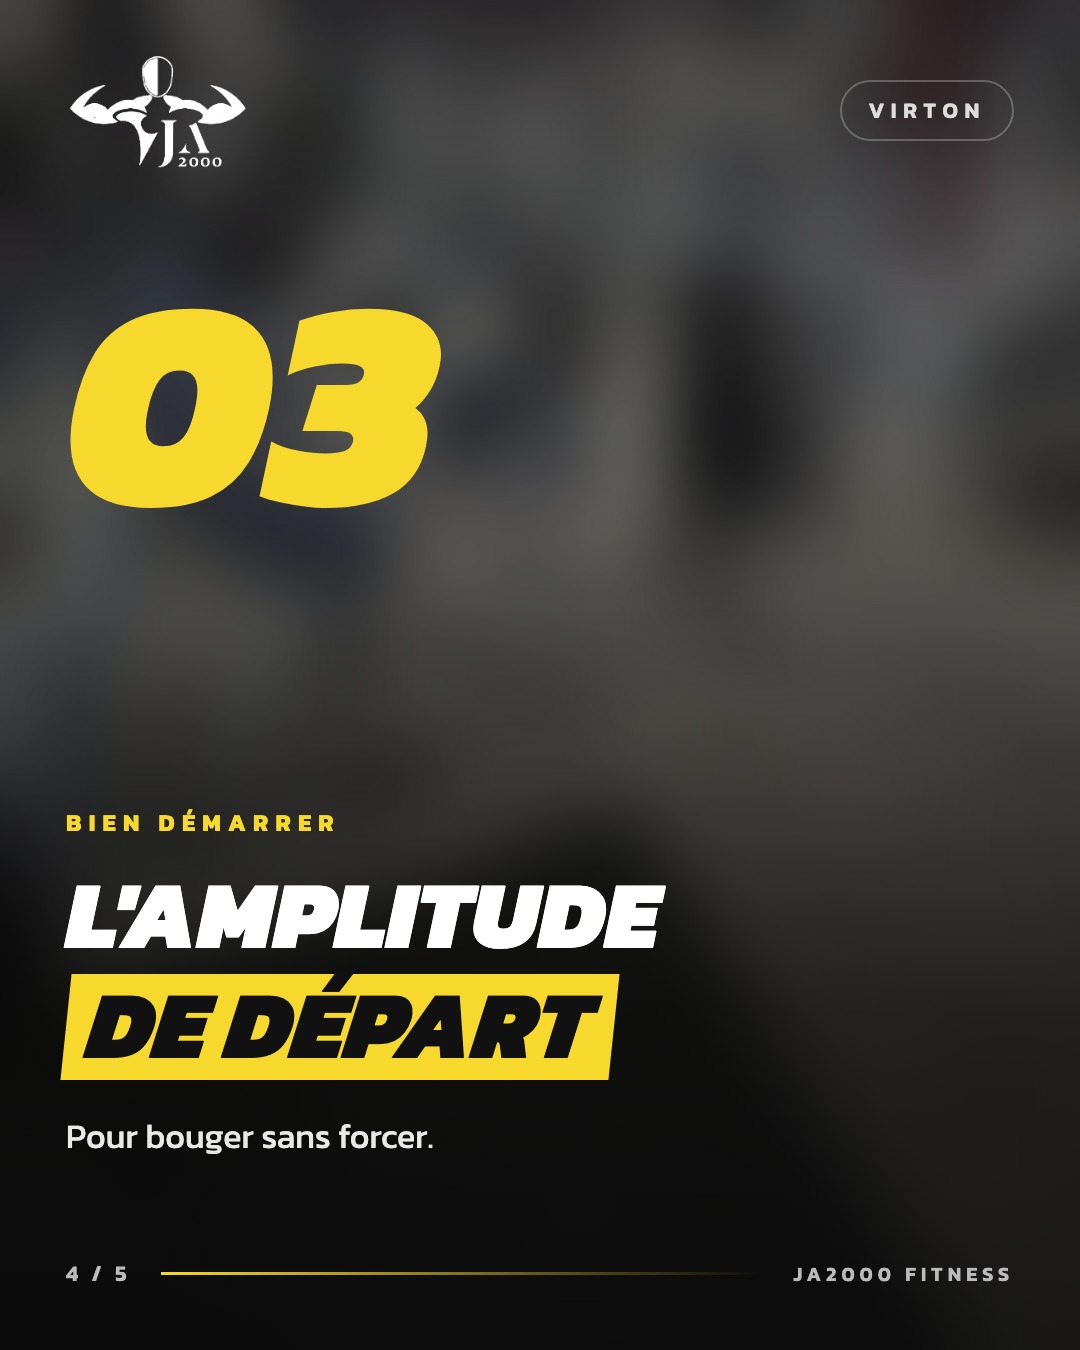 JA
2000
VIRTON
03
BIEN DÉMARRER
L'AMPLITUDE
DE DÉPART
Pour bouger sans forcer.
4 / 5
JA2000 FITNESS